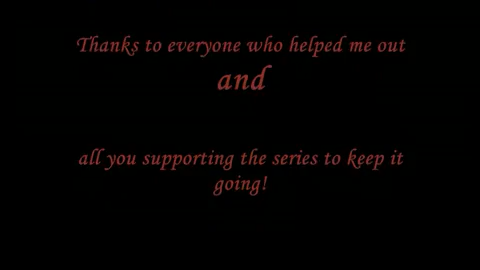 Thanks to everyone who helped me out
and
all you supporting the series to keep it
going!